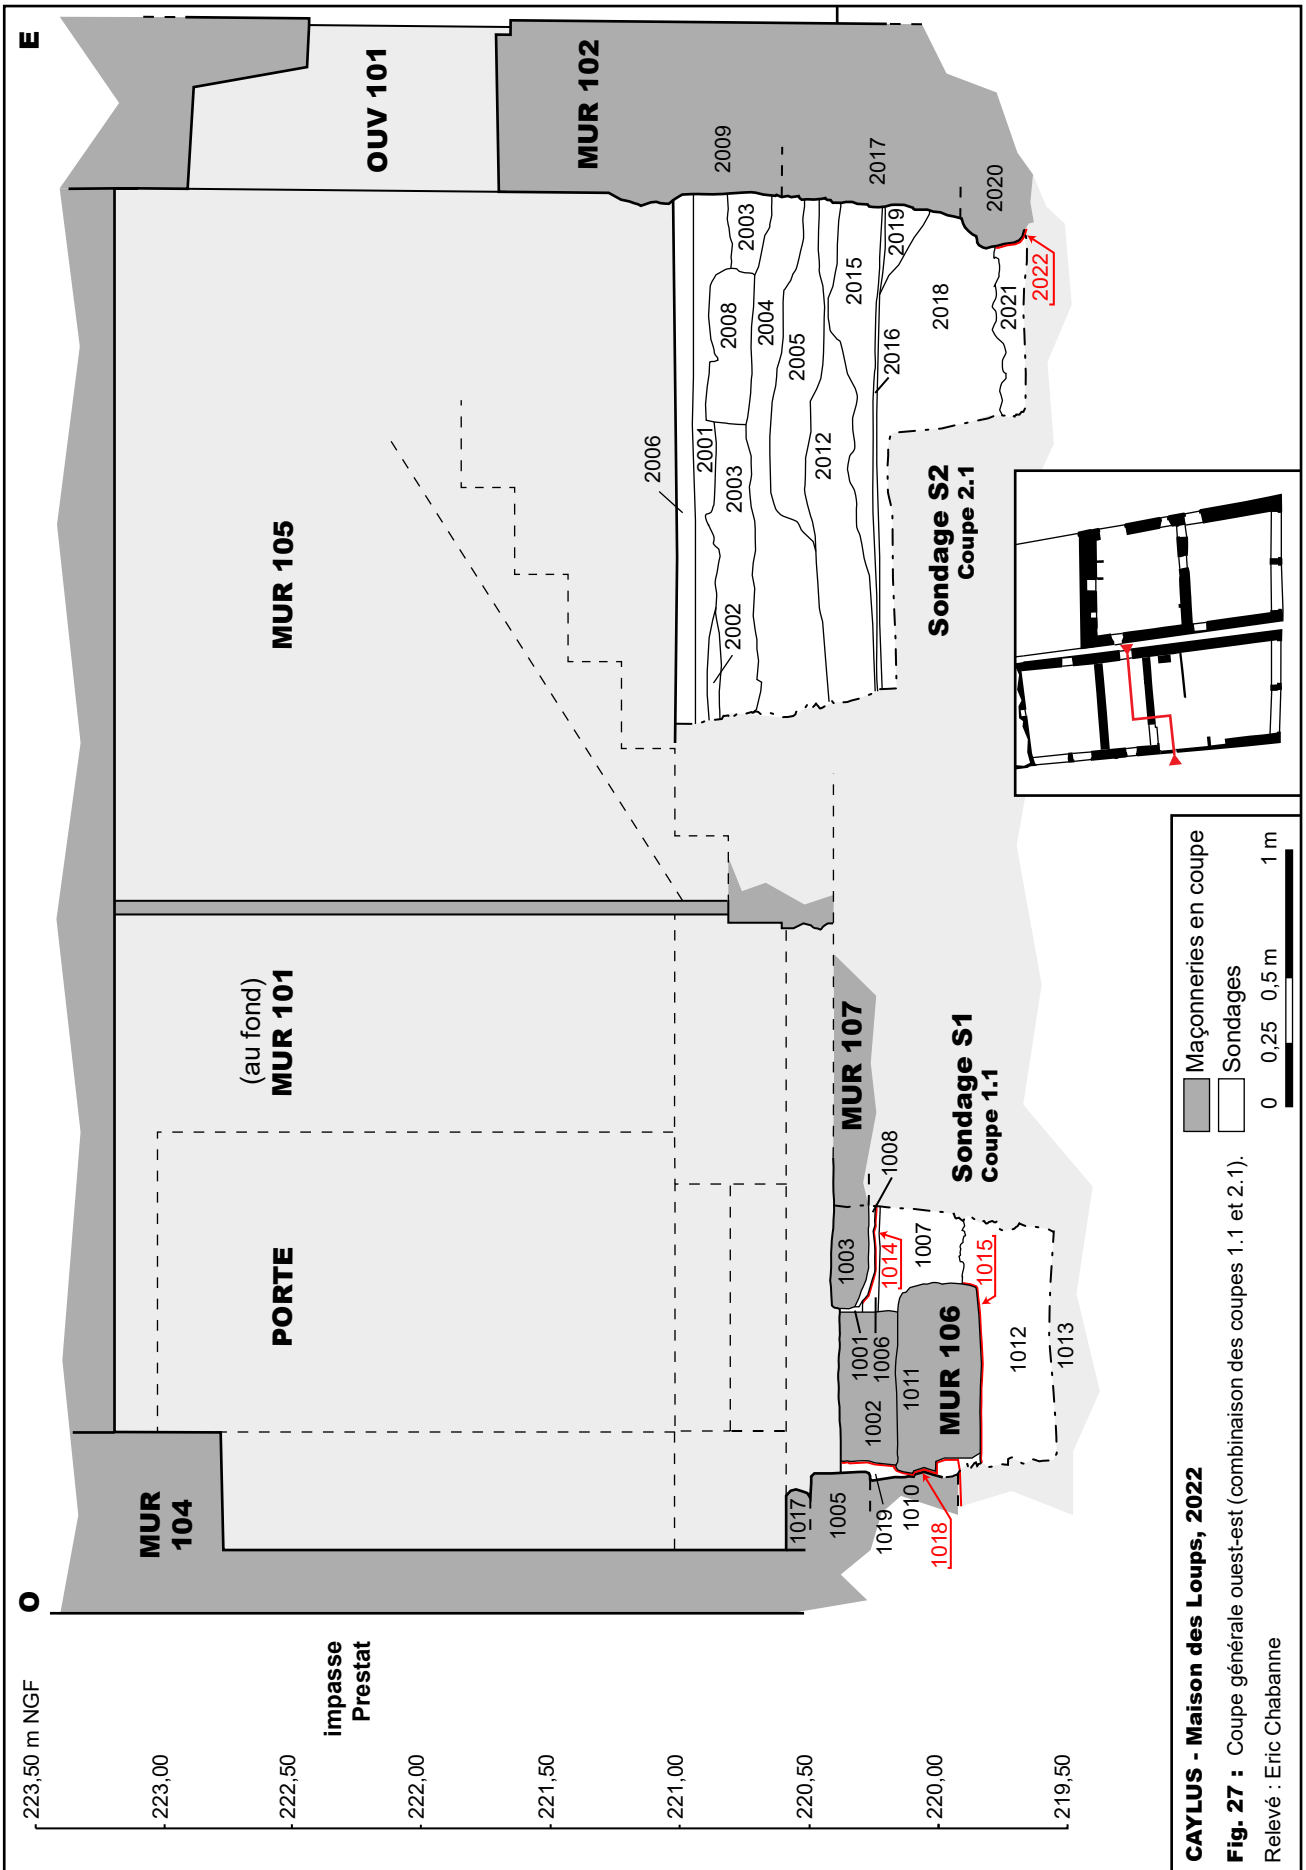 O
E
223,50 m NGF
223,00
222,50
222,00
221,50
221,00
220,50
220,00
219,50
impasse
Prestat
MUR
104
PORTE
(au fond)
MUR 101
MUR 105
OUV 101
MUR 102
2009
2017
2020
2006
2001
2002
2003
2003
2008
2004
2005
2012
2015
2016
2019
2018
2021
2022
Sondage S2
Coupe 2.1
MUR 107
1003
1008
1014
1007
1015
1001
1006
1002
1011
MUR 106
1012
1013
1017
1005
1019
1010
1018
Sondage S1
Coupe 1.1
CAYLUS - Maison des Loups, 2022
Fig. 27 : Coupe générale ouest-est (combinaison des coupes 1.1 et 2.1).
Relevé : Eric Chabanne
Maçonneries en coupe
Sondages
0 0,25 0,5 m 1 m